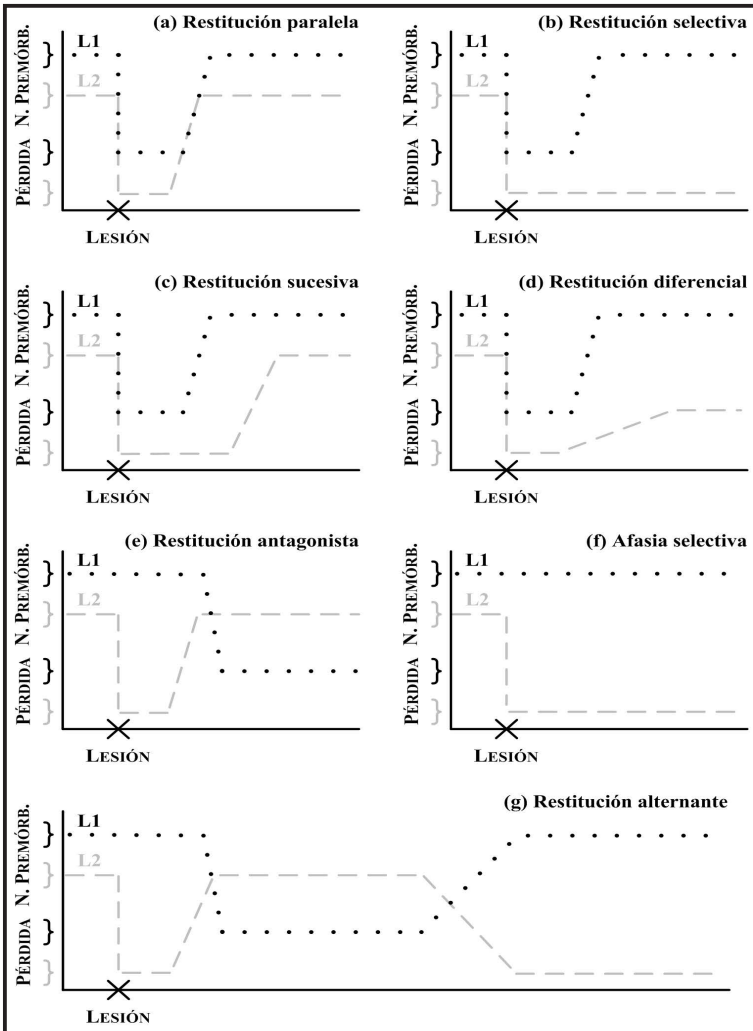 (a) Restitución paralela
L1
L2
N. PREMÓRB.
PÉRDIDA
LESIÓN
(b) Restitución selectiva
L1
L2
N. PREMÓRB.
PÉRDIDA
LESIÓN
(c) Restitución sucesiva
L1
L2
N. PREMÓRB.
PÉRDIDA
LESIÓN
(d) Restitución diferencial
L1
L2
N. PREMÓRB.
PÉRDIDA
LESIÓN
(e) Restitución antagonista
L1
L2
N. PREMÓRB.
PÉRDIDA
LESIÓN
(f) Afasia selectiva
L1
L2
N. PREMÓRB.
PÉRDIDA
LESIÓN
(g) Restitución alternante
L1
L2
N. PREMÓRB.
PÉRDIDA
LESIÓN